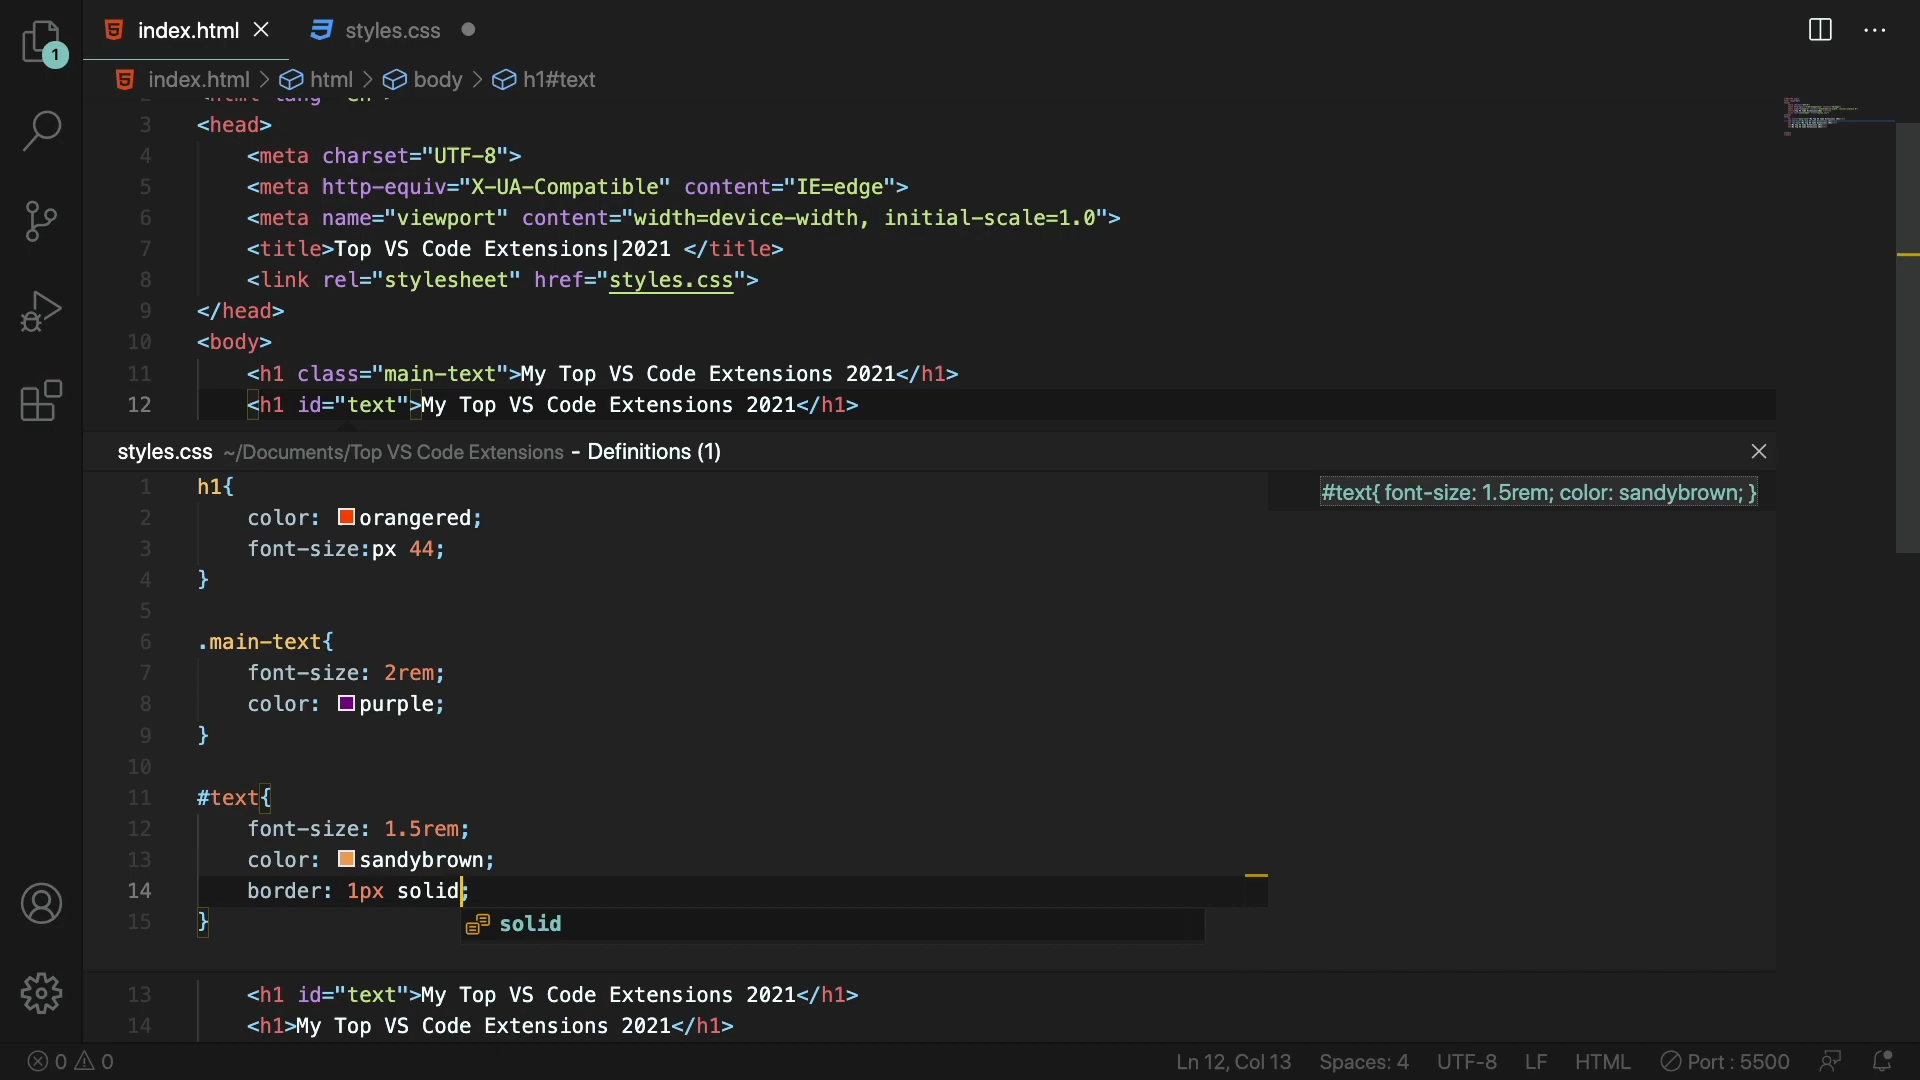 1
index.html
styles.css
index.html > html > body > h1#text
3 <head>
4 <meta charset="UTF-8">
5 <meta http-equiv="X-UA-Compatible" content="IE=edge">
6 <meta name="viewport" content="width=device-width, initial-scale=1.0">
7 <title>Top VS Code Extensions|2021 </title>
8 <link rel="stylesheet" href="styles.css">
9 </head>
10 <body>
11 <h1 class="main-text">My Top VS Code Extensions 2021</h1>
12 <h1 id="text">My Top VS Code Extensions 2021</h1>
styles.css ~/Documents/Top VS Code Extensions - Definitions (1)
#text{ font-size: 1.5rem; color: sandybrown; }
1 h1{
2 color: orangered;
3 font-size:px 44;
4 }
5
6 .main-text{
7 font-size: 2rem;
8 color: purple;
9 }
10
11 #text{
12 font-size: 1.5rem;
13 color: sandybrown;
14 border: 1px solid;
15 }
solid
13 <h1 id="text">My Top VS Code Extensions 2021</h1>
14 <h1>My Top VS Code Extensions 2021</h1>
0 0
Ln 12, Col 13 Spaces: 4 UTF-8 LF HTML Port : 5500